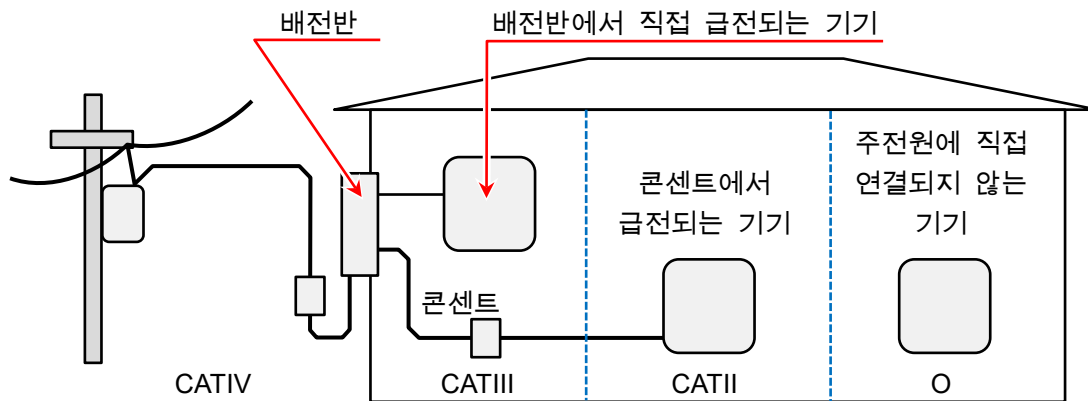 배전반
배전반에서 직접 급전되는 기기
주전원에 직접
연결되지 않는
기기
콘센트에서
급전되는 기기
콘센트
CATIV
CATIII
CATII
O